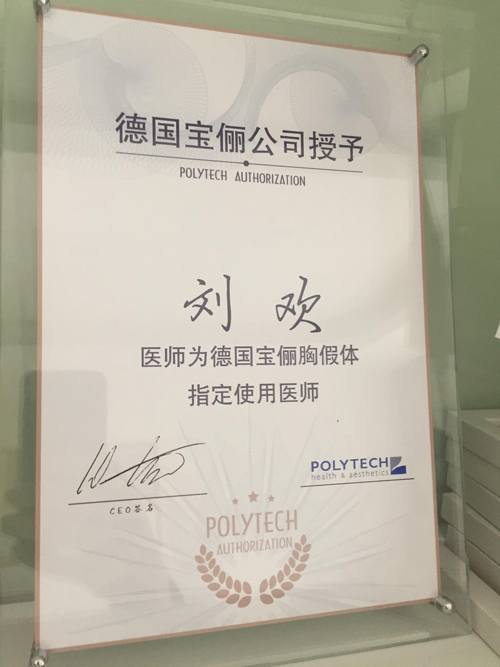 德国宝俪公司授予
POLYTECH AUTHORIZATION
刘 欢
医师为德国宝俪胸假体
指定使用医师
CEO签名
POLYTECH
health & aesthetics
POLYTECH
AUTHORIZATION